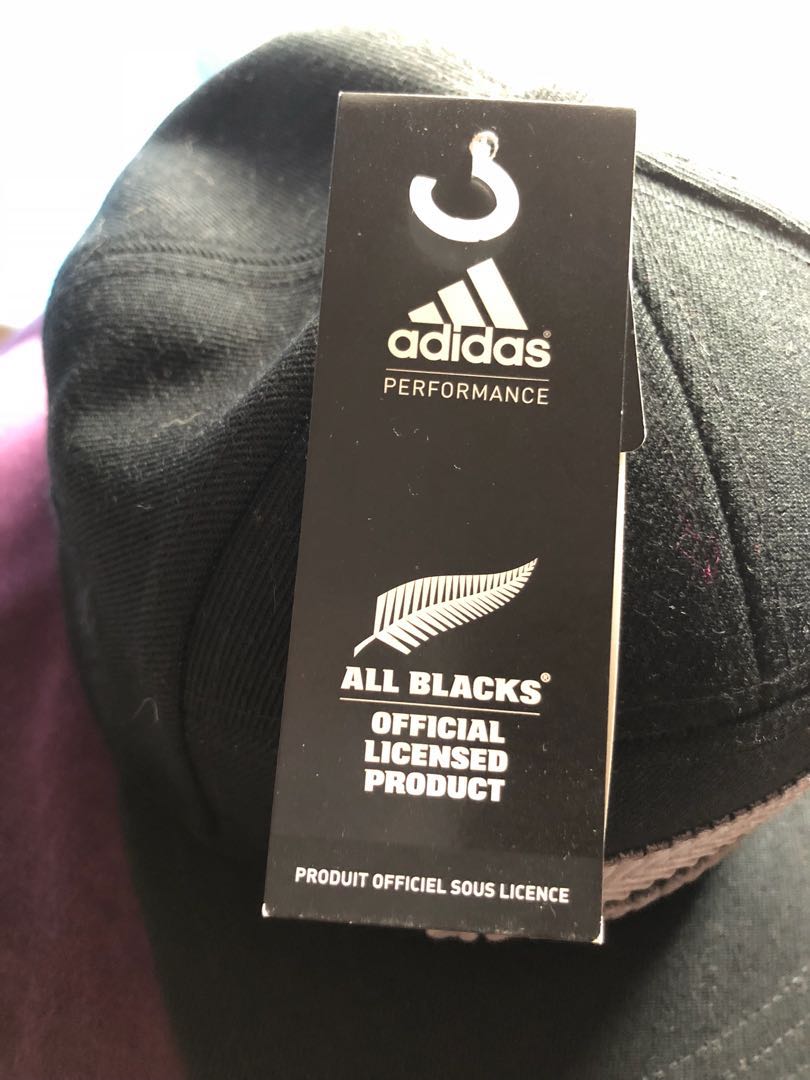 adidas®
PERFORMANCE
ALL BLACKS®
OFFICIAL
LICENSED
PRODUCT
PRODUIT OFFICIEL SOUS LICENCE